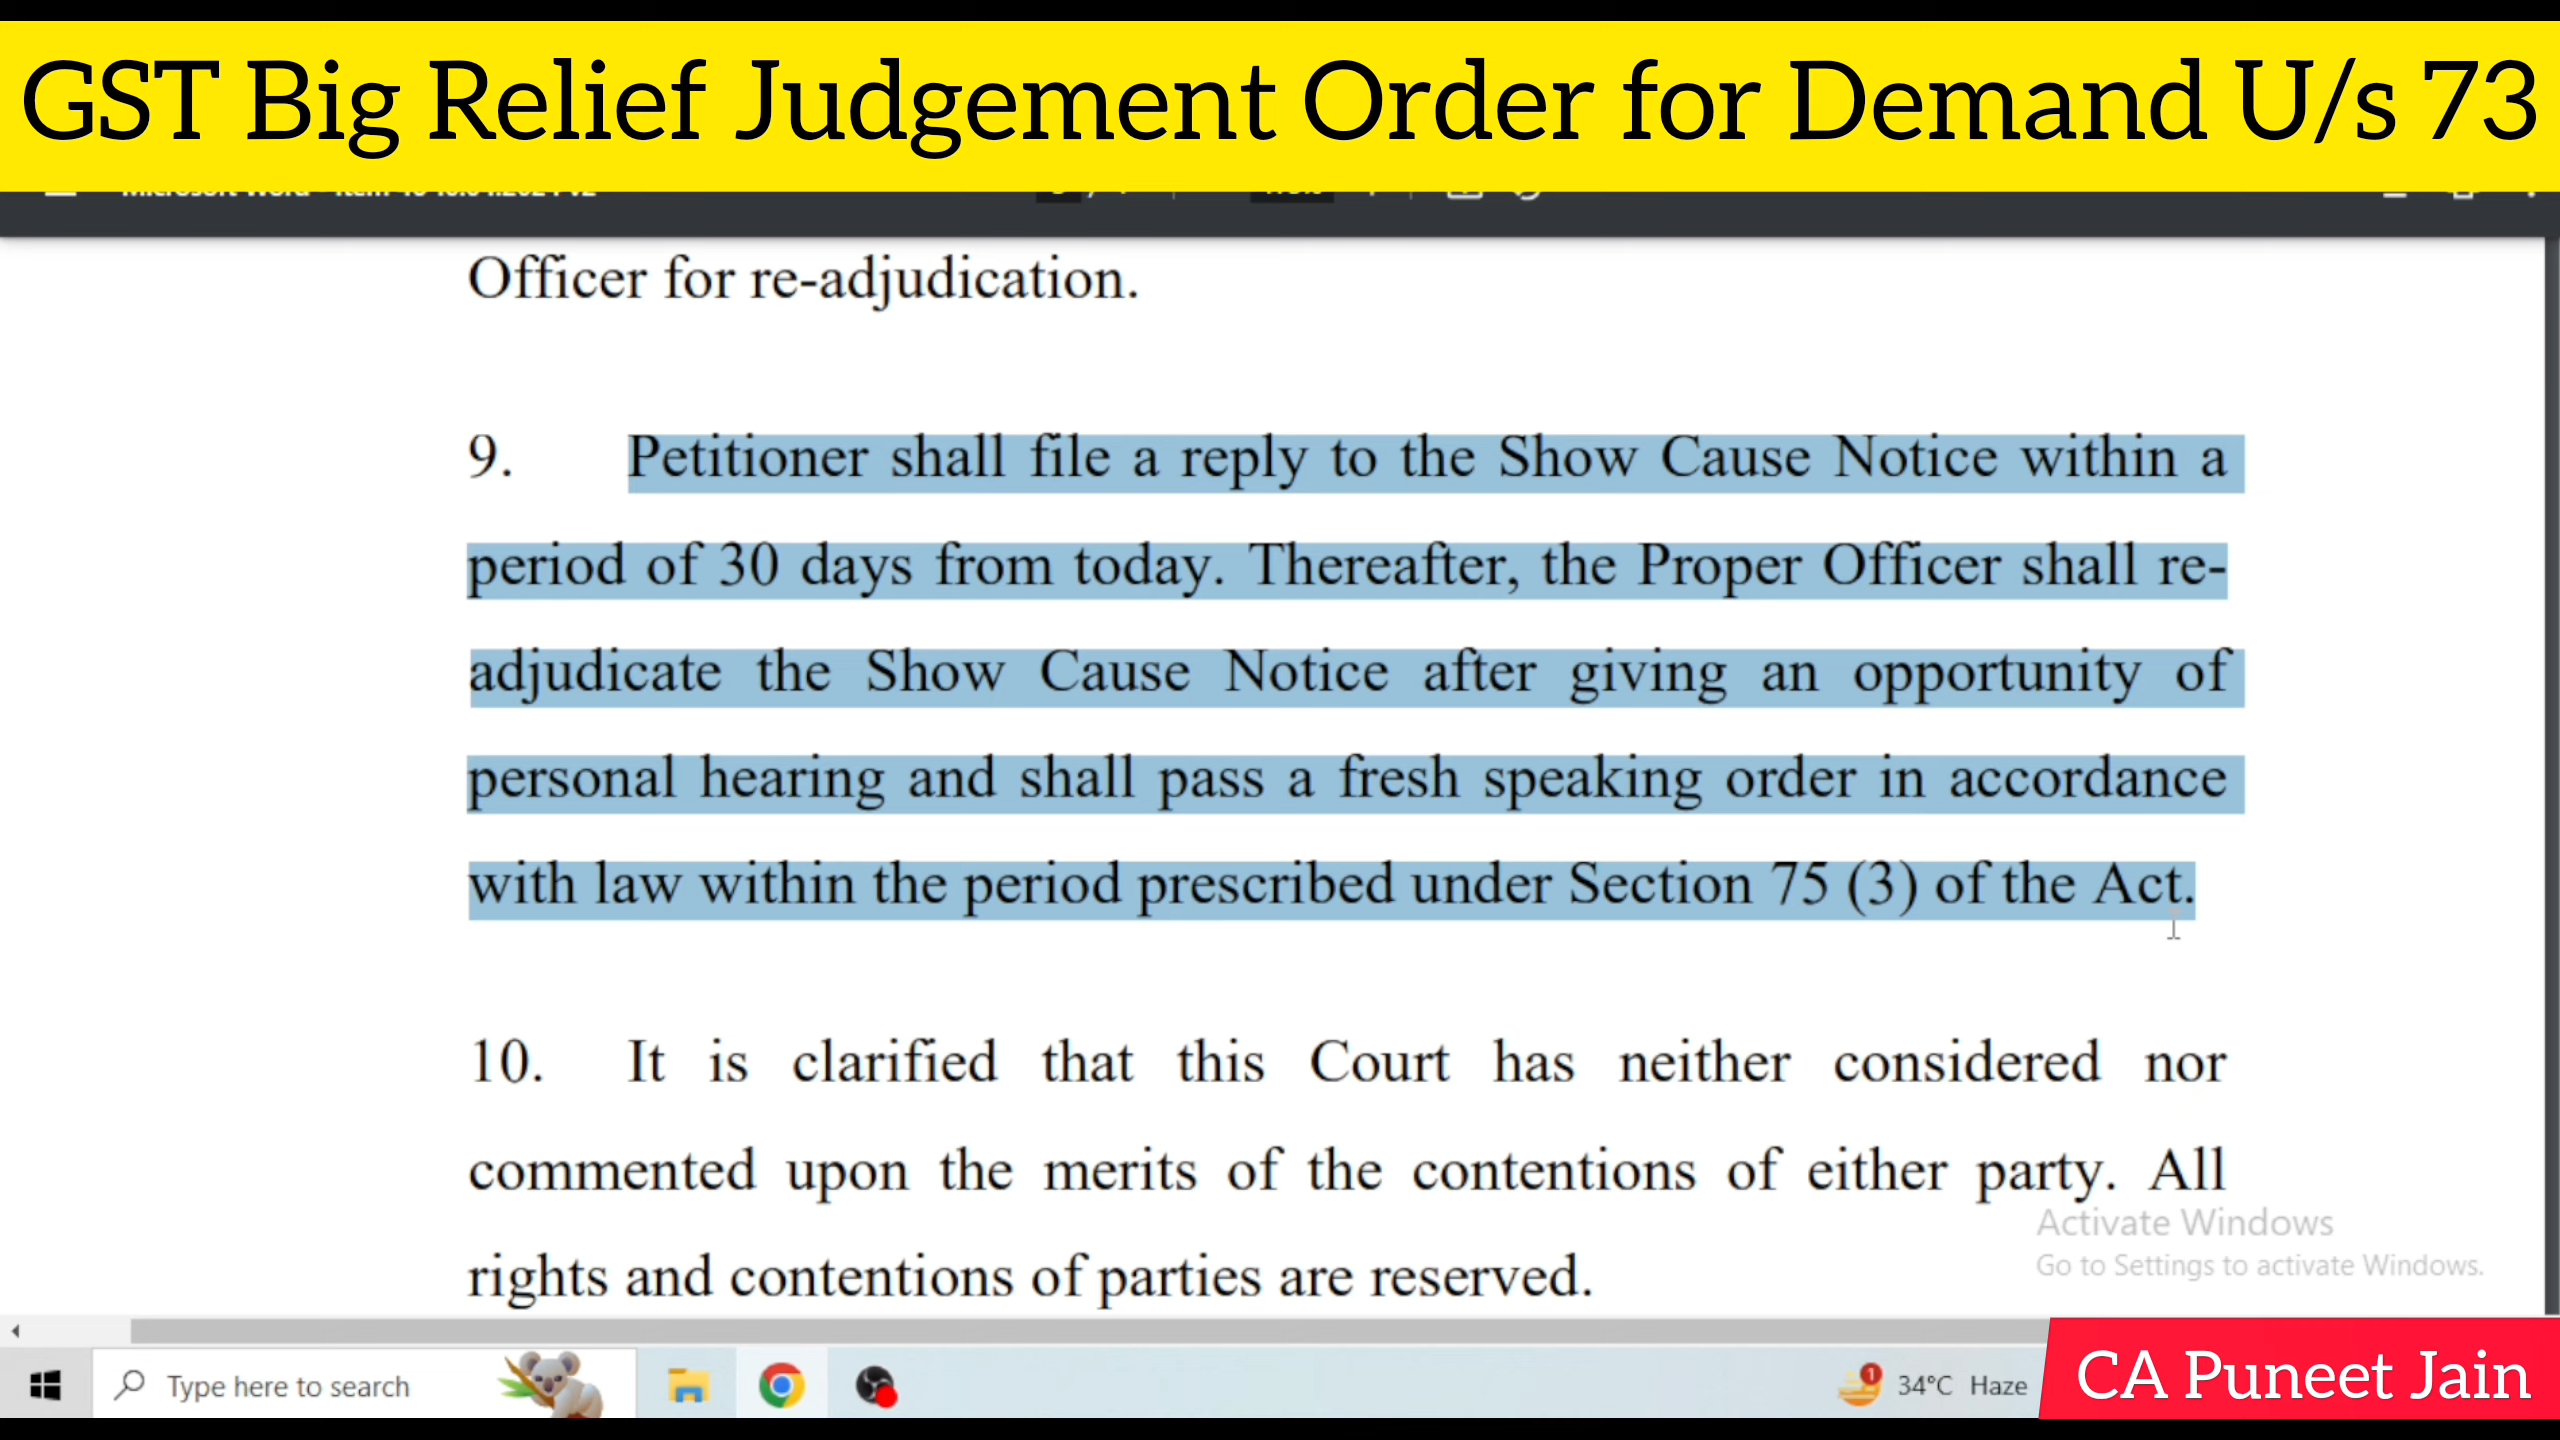 GST Big Relief Judgement Order for Demand U/s 73
Officer for re-adjudication.
9. Petitioner shall file a reply to the Show Cause Notice within a
period of 30 days from today. Thereafter, the Proper Officer shall re-
adjudicate the Show Cause Notice after giving an opportunity of
personal hearing and shall pass a fresh speaking order in accordance
with law within the period prescribed under Section 75 (3) of the Act.
10. It is clarified that this Court has neither considered nor
commented upon the merits of the contentions of either party. All
rights and contentions of parties are reserved.
Activate Windows
Go to Settings to activate Windows.
Type here to search
1
34°C Haze
CA Puneet Jain